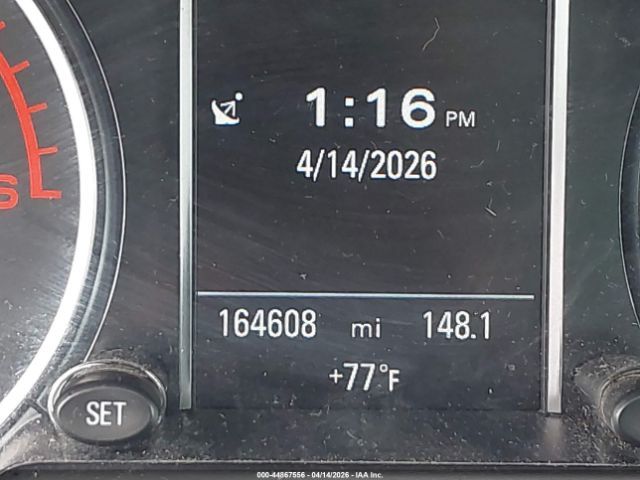 1:16 PM
4/14/2026
164608 mi 148.1
+77°F
SET
S
000-44867556 - 04/14/2026 - IAA Inc.